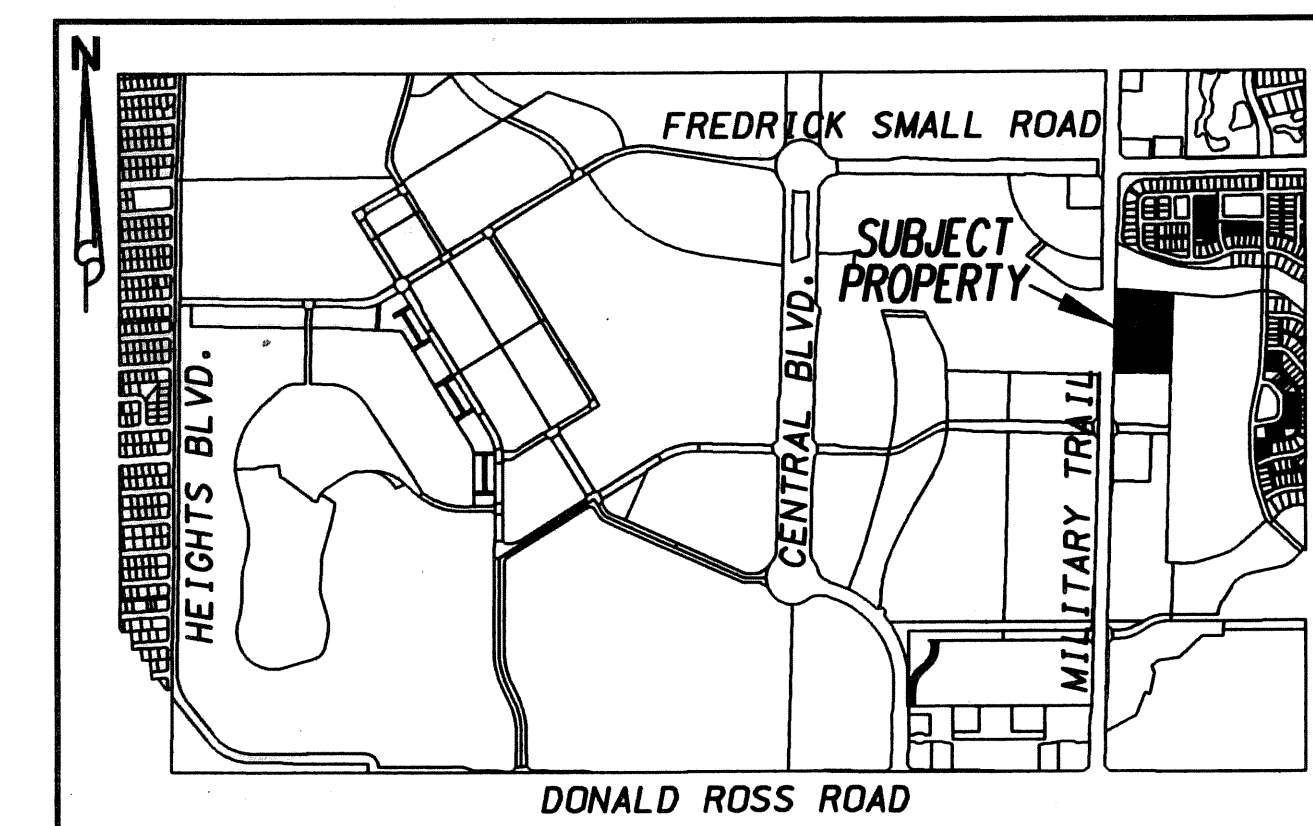 N
FREDRICK SMALL ROAD
SUBJECT
PROPERTY
CENTRAL BLVD.
HEIGHTS BLVD.
MILITARY TRAIL
DONALD ROSS ROAD